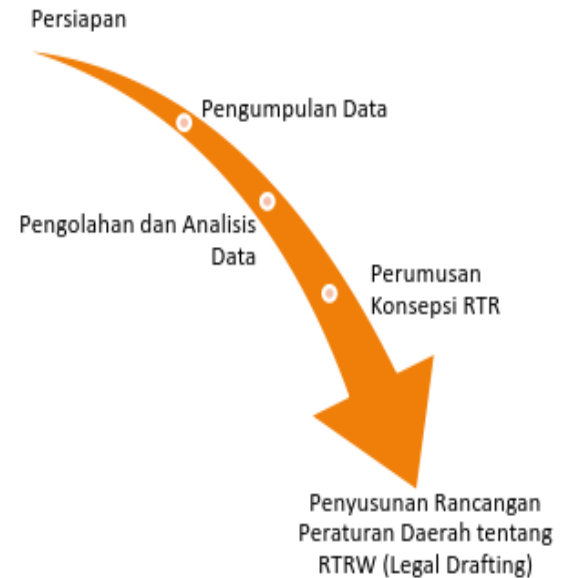 Persiapan
Pengumpulan Data
Pengolahan dan Analisis
Data
Perumusan
Konsepsi RTR
Penyusunan Rancangan
Peraturan Daerah tentang
RTRW (Legal Drafting)